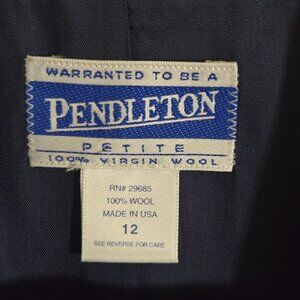 WARRANTED TO BE A
PENDLETON
PETITE
100% VIRGIN WOOL
RN# 29685
100% WOOL
MADE IN USA
12
SEE REVERSE FOR CARE